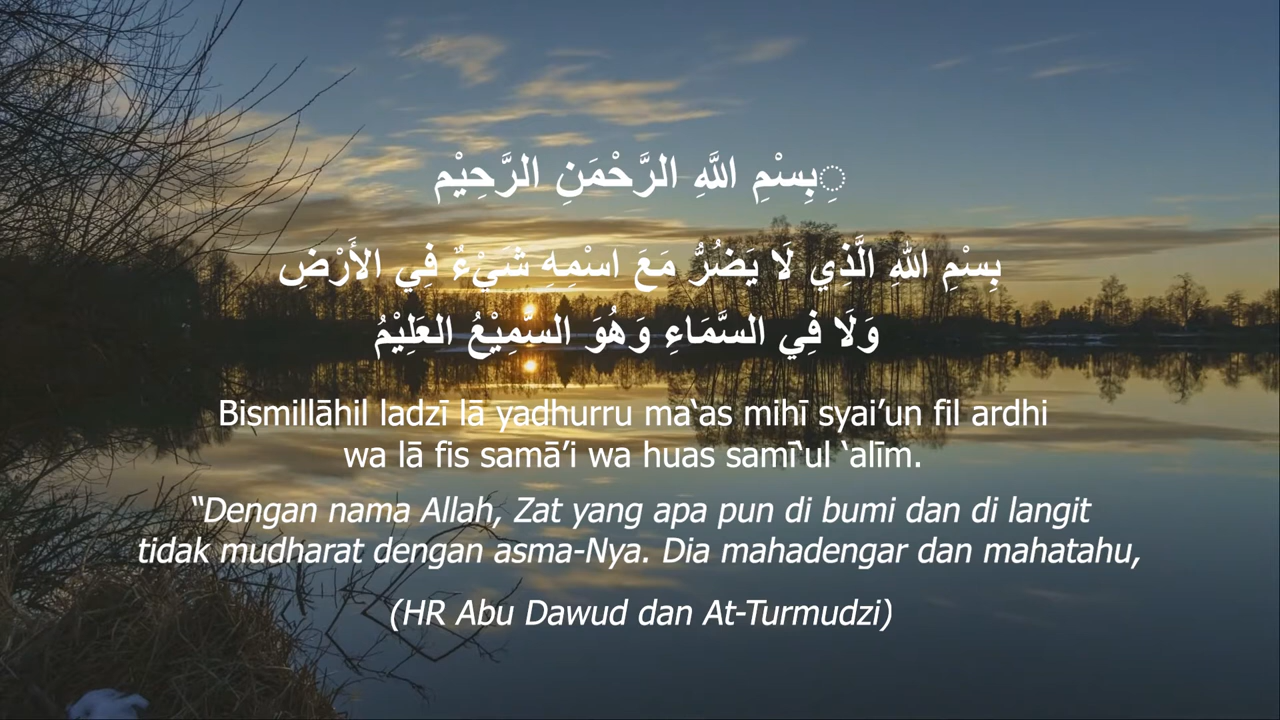 بِسْمِ اللَّهِ الرَّحْمَنِ الرَّحِيْم
بِسْمِ اللهِ الَّذِي لَا يَضُرُّ مَعَ اسْمِهِ شَيْءٌ فِي الأَرْضِ
وَلَا فِي السَّمَاءِ وَهُوَ السَّمِيْعُ العَلِيْمُ
Bismillāhil ladzī lā yadhurru ma‘as mihī syai’un fil ardhi
wa lā fis samā’i wa huas samī‘ul ‘alīm.
“Dengan nama Allah, Zat yang apa pun di bumi dan di langit
tidak mudharat dengan asma-Nya. Dia mahadengar dan mahatahu,
(HR Abu Dawud dan At-Turmudzi)